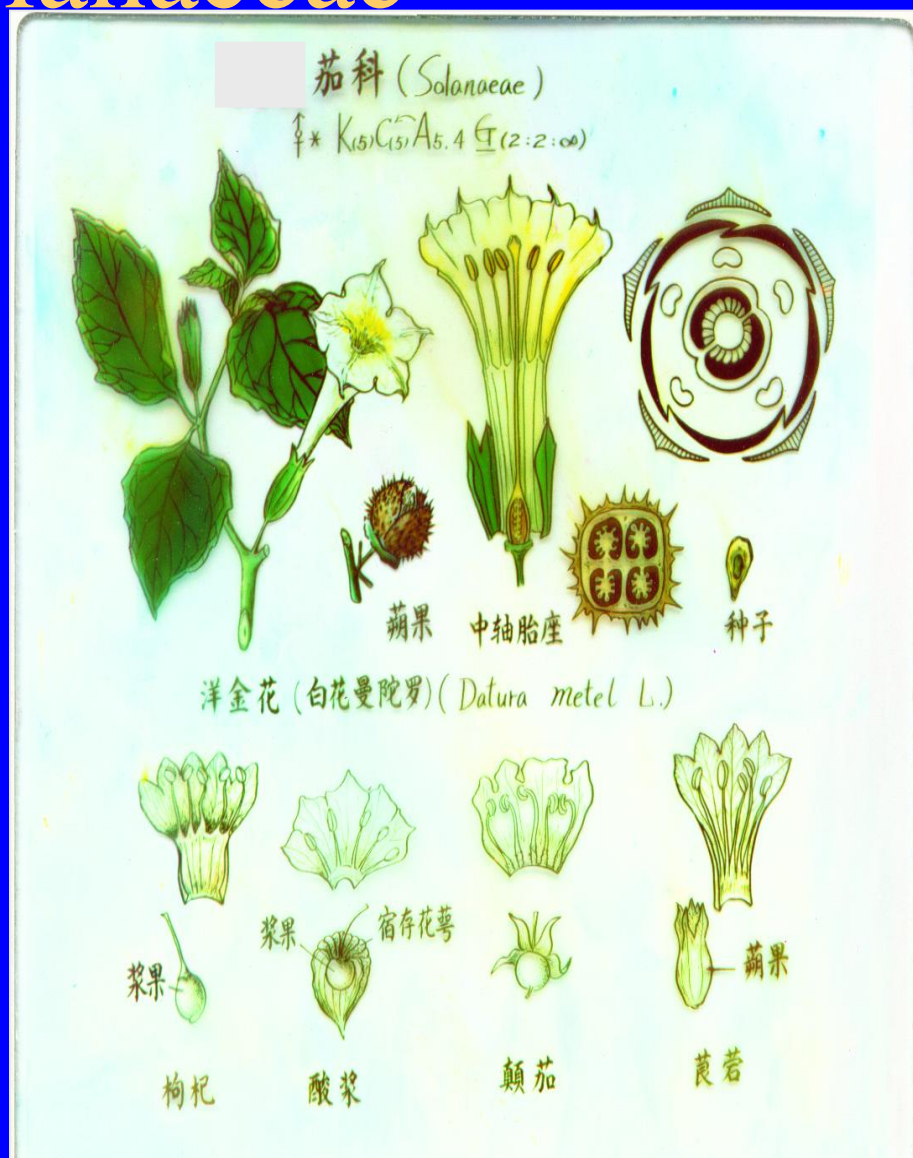 茄科 (Solanaeae)
K(5)C(5)A5.4 G(2:2:∞)
蒴果
中轴胎座
种子
洋金花 (白花曼陀罗) (Datura metel L.)
浆果
宿存花萼
浆果
蒴果
枸杞
酸浆
颠茄
莨菪